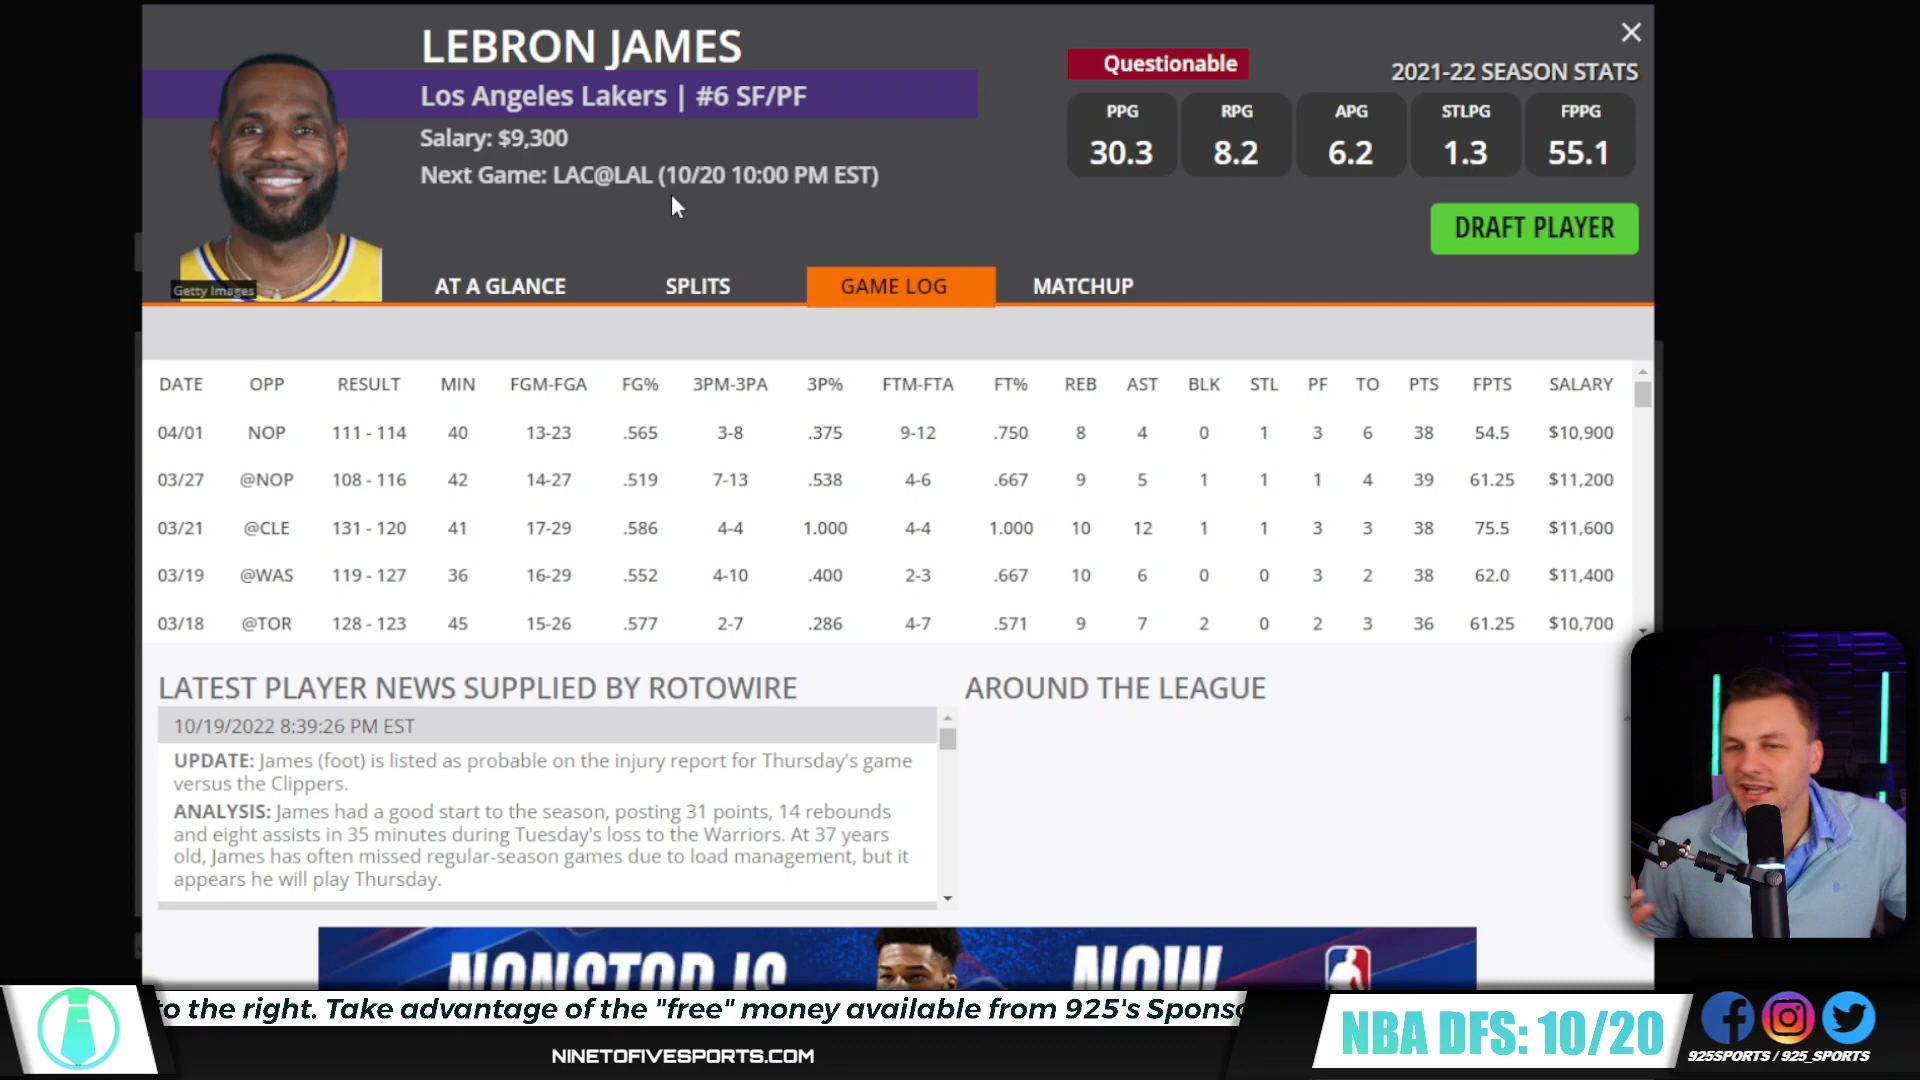 LEBRON JAMES
Los Angeles Lakers | #6 SF/PF
Salary: $9,300
Next Game: LAC@LAL (10/20 10:00 PM EST)
Getty Images
Questionable
2021-22 SEASON STATS
PPG RPG APG STLPG FPPG
30.3 8.2 6.2 1.3 55.1
DRAFT PLAYER
AT A GLANCE SPLITS GAME LOG MATCHUP
DATE OPP RESULT MIN FGM-FGA FG% 3PM-3PA 3P% FTM-FTA FT% REB AST BLK STL PF TO PTS FPTS SALARY
04/01 NOP 111 - 114 40 13-23 .565 3-8 .375 9-12 .750 8 4 0 1 3 6 38 54.5 $10,900
03/27 @NOP 108 - 116 42 14-27 .519 7-13 .538 4-6 .667 9 5 1 1 1 4 39 61.25 $11,200
03/21 @CLE 131 - 120 41 17-29 .586 4-4 1.000 4-4 1.000 10 12 1 1 3 3 38 75.5 $11,600
03/19 @WAS 119 - 127 36 16-29 .552 4-10 .400 2-3 .667 10 6 0 0 3 2 38 62.0 $11,400
03/18 @TOR 128 - 123 45 15-26 .577 2-7 .286 4-7 .571 9 7 2 0 2 3 36 61.25 $10,700
LATEST PLAYER NEWS SUPPLIED BY ROTOWIRE
10/19/2022 8:39:26 PM EST
UPDATE: James (foot) is listed as probable on the injury report for Thursday's game
versus the Clippers.
ANALYSIS: James had a good start to the season, posting 31 points, 14 rebounds
and eight assists in 35 minutes during Tuesday's loss to the Warriors. At 37 years
old, James has often missed regular-season games due to load management, but it
appears he will play Thursday.
AROUND THE LEAGUE
NONSTOP IS NOW
to the right. Take advantage of the "free" money available from 925's Sponso
NINETOFIVESPORTS.COM
NBA DFS: 10/20
925SPORTS / 925_SPORTS